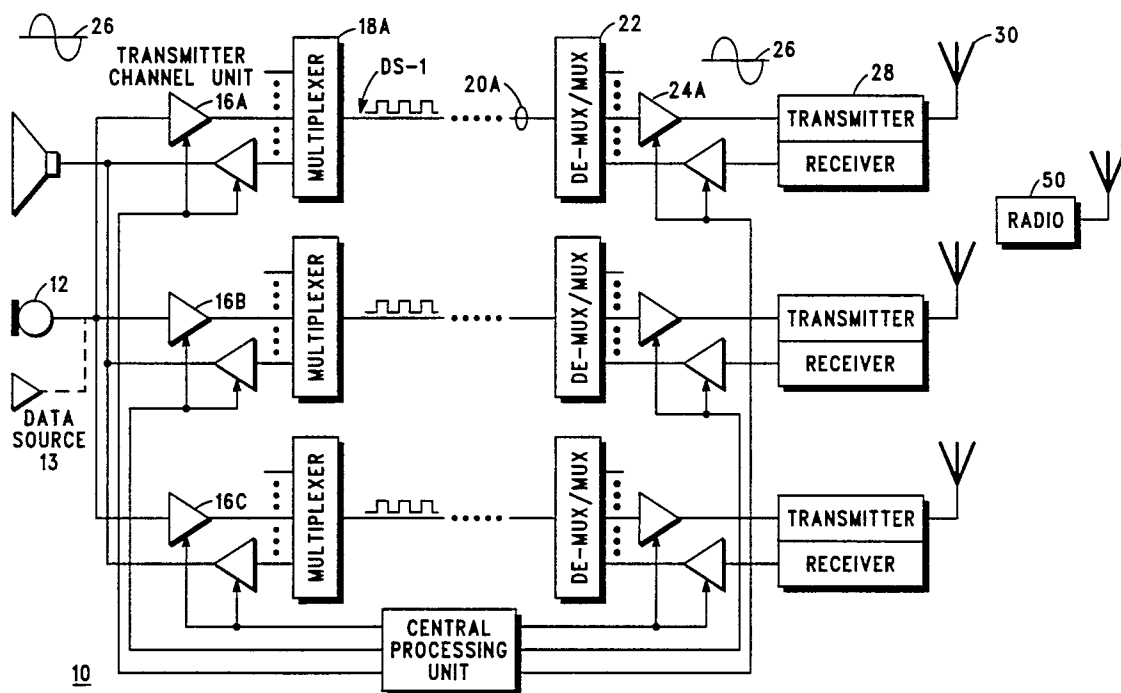 26
TRANSMITTER
CHANNEL UNIT
16A
18A
MULTIPLEXER
DS-1
20A
22
DE-MUX/MUX
24A
26
28
TRANSMITTER
RECEIVER
30
50
RADIO
12
DATA
SOURCE
13
16B
MULTIPLEXER
DE-MUX/MUX
TRANSMITTER
RECEIVER
16C
MULTIPLEXER
DE-MUX/MUX
TRANSMITTER
RECEIVER
CENTRAL
PROCESSING
UNIT
10